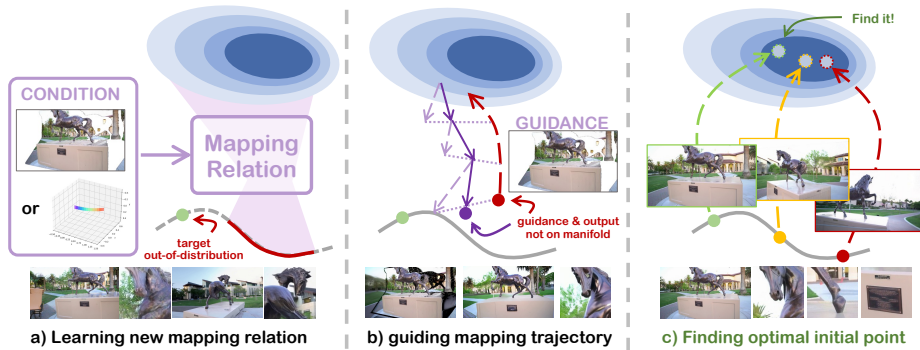 CONDITION
or
Mapping
Relation
target
out-of-distribution
a) Learning new mapping relation
GUIDANCE
guidance & output
not on manifold
b) guiding mapping trajectory
Find it!
c) Finding optimal initial point